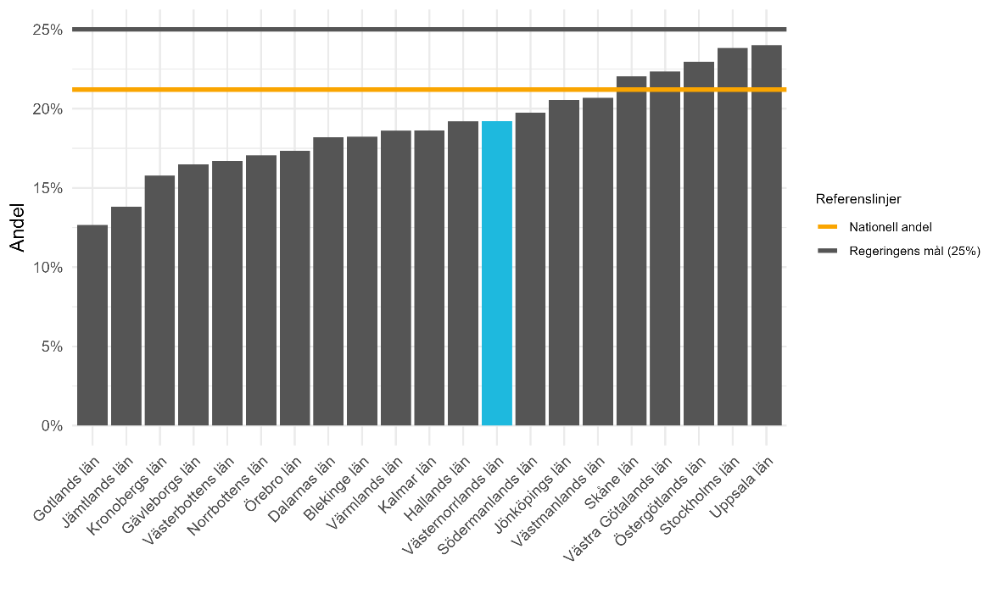 25%
20%
15%
10%
5%
0%
Andel
Gotlands län
Jämtlands län
Kronobergs län
Gävleborgs län
Västerbottens län
Norrbottens län
Örebro län
Dalarnas län
Blekinge län
Värmlands län
Kalmar län
Hallands län
Västernorrlands län
Södermanlands län
Jönköpings län
Västmanlands län
Skåne län
Västra Götalands län
Östergötlands län
Stockholms län
Uppsala län
Referenslinjer
Nationell andel
Regeringens mål (25%)